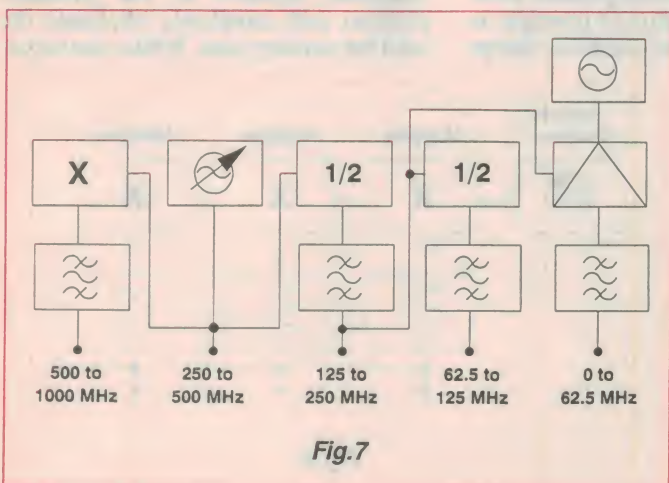 X
1/2
1/2
500 to
1000 MHz
250 to
500 MHz
125 to
250 MHz
62.5 to
125 MHz
0 to
62.5 MHz
Fig.7